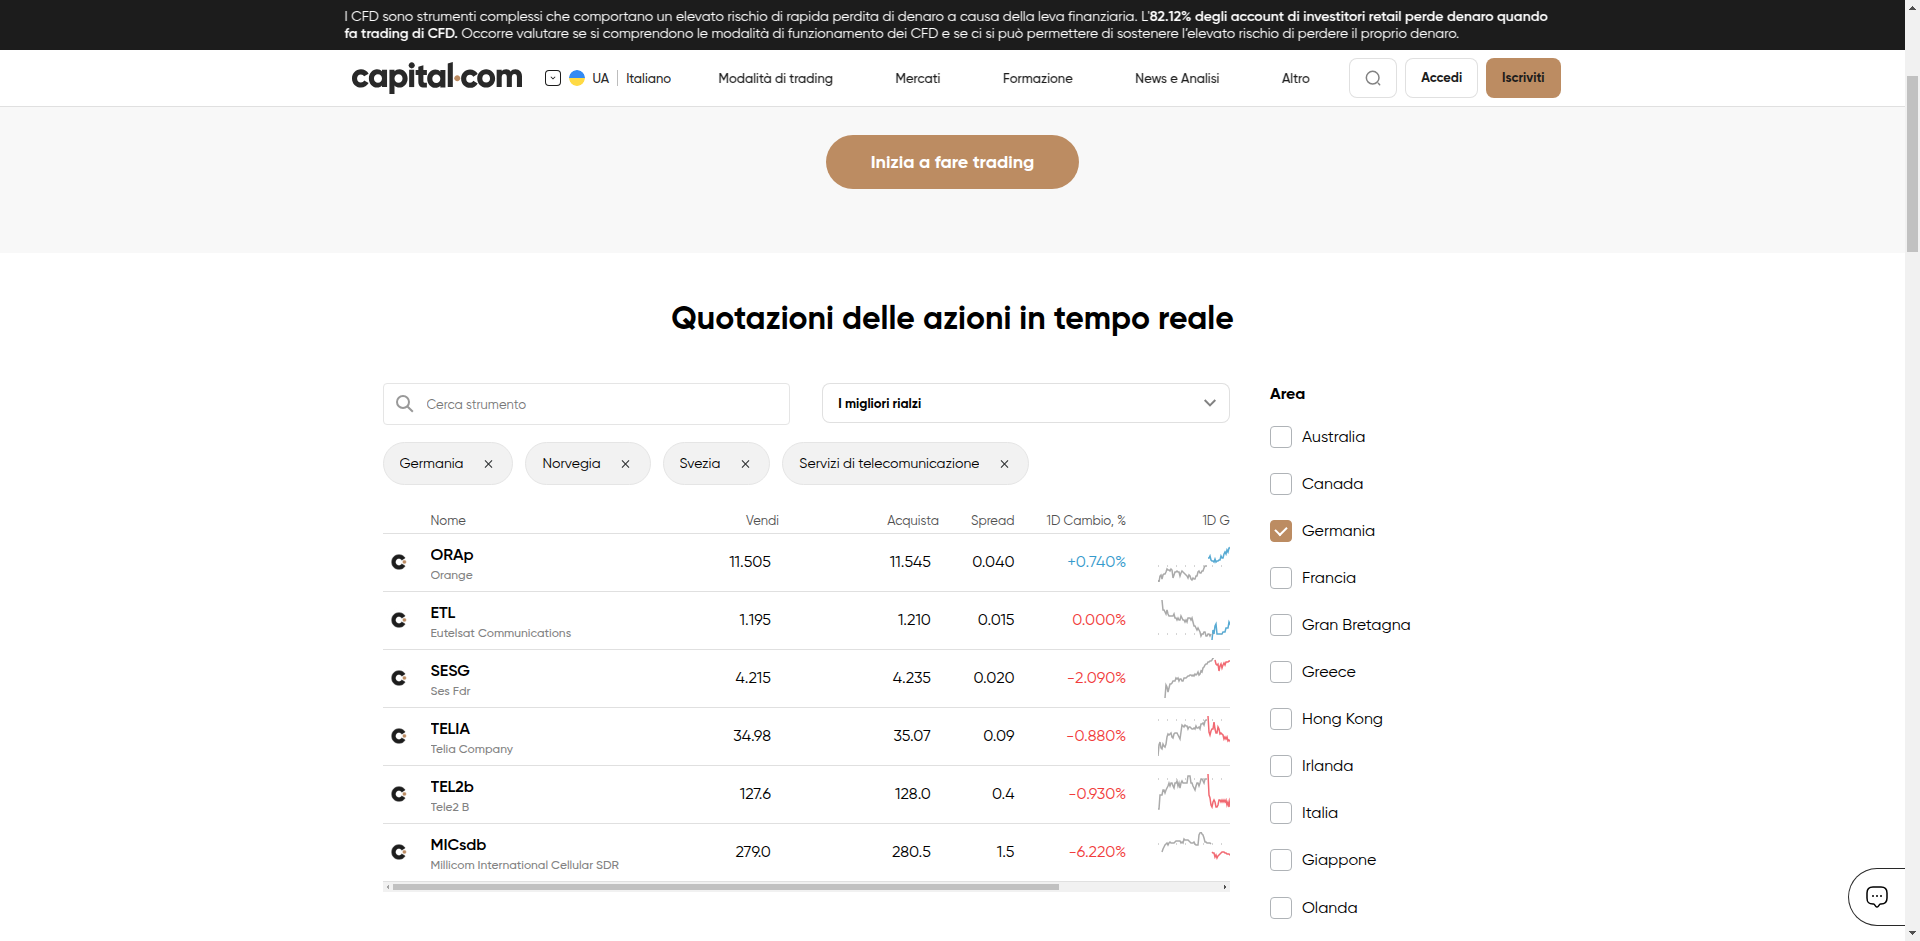 I CFD sono strumenti complessi che comportano un elevato rischio di rapida perdita di denaro a causa della leva finanziaria. L'82.12% degli account di investitori retail perde denaro quando
fa trading di CFD. Occorre valutare se si comprendono le modalità di funzionamento dei CFD e se ci si può permettere di sostenere l'elevato rischio di perdere il proprio denaro.
capital.com UA Italiano Modalità di trading Mercati Formazione News e Analisi Altro Accedi Iscriviti
Inizia a fare trading
Quotazioni delle azioni in tempo reale
Cerca strumento
I migliori rialzi
Germania Norvegia Svezia Servizi di telecomunicazione
Nome Vendi Acquista Spread 1D Cambio, % 1D G
ORAp 11.505 11.545 0.040 +0.740%
Orange
ETL 1.195 1.210 0.015 0.000%
Eutelsat Communications
SESG 4.215 4.235 0.020 -2.090%
Ses Fdr
TELIA 34.98 35.07 0.09 -0.880%
Telia Company
TEL2b 127.6 128.0 0.4 -0.930%
Tele2 B
MICsdb 279.0 280.5 1.5 -6.220%
Millicom International Cellular SDR
Area
Australia
Canada
Germania
Francia
Gran Bretagna
Greece
Hong Kong
Irlanda
Italia
Giappone
Olanda